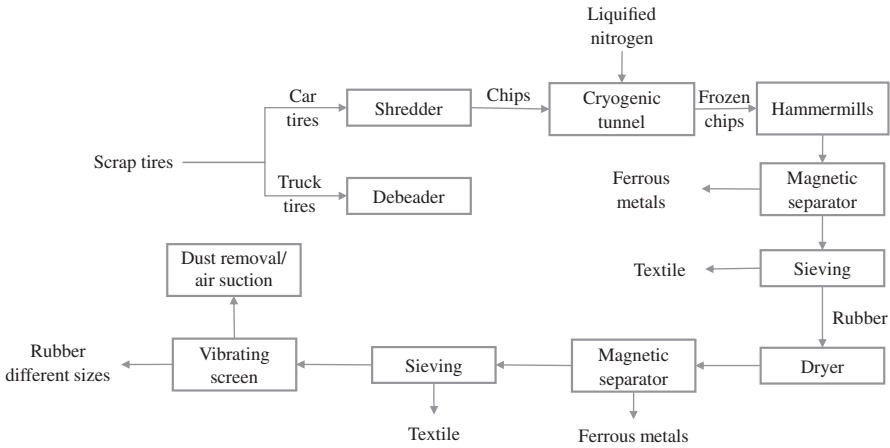 Liquified
nitrogen
Car
tires
Shredder
Chips
Cryogenic
tunnel
Frozen
chips
Hammermills
Scrap tires
Truck
tires
Debeader
Ferrous
metals
Magnetic
separator
Dust removal/
air suction
Textile
Sieving
Rubber
Rubber
different sizes
Vibrating
screen
Sieving
Magnetic
separator
Dryer
Textile
Ferrous metals